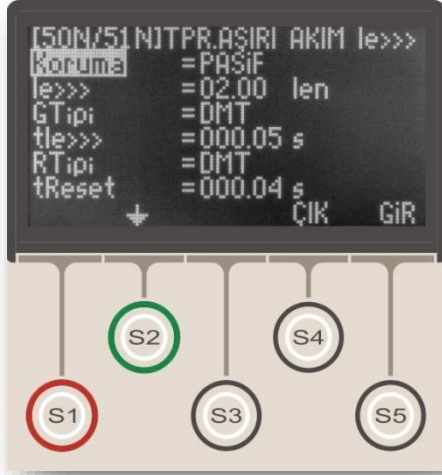 [50N/51N]TPR.AŞIRI AKIM Ie>>>
Koruma =PASİF
Ie>>> =02.00 Ien
GTipi =DMT
tIe>>> =000.05 s
RTipi =DMT
tReset =000.04 s
ÇIK GİR
S2 S4
S1 S3 S5